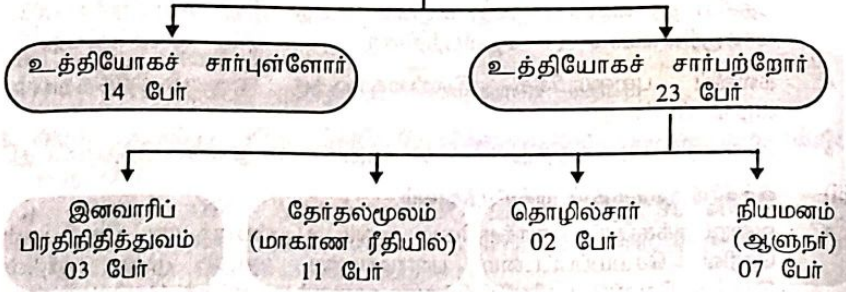 உத்தியோகச் சார்புள்ளோர்
14 பேர்
உத்தியோகச் சார்பற்றோர்
23 பேர்
இனவாரிப்
பிரதிநிதித்துவம்
03 பேர்
தேர்தல்மூலம்
(மாகாண ரீதியில்)
11 பேர்
தொழில்சார்
02 பேர்
நியமனம்
(ஆளுநர்)
07 பேர்